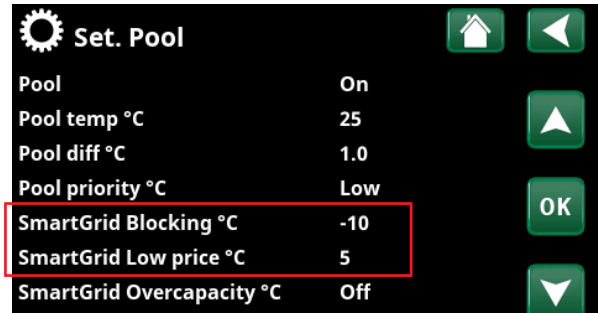 Set. Pool
Pool On
Pool temp °C 25
Pool diff °C 1.0
Pool priority °C Low
SmartGrid Blocking °C -10
OK
SmartGrid Low price °C 5
SmartGrid Overcapacity °C Off